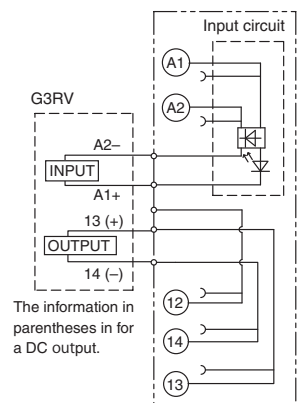 Input circuit
A1
G3RV
A2
A2–
INPUT
A1+
13 (+)
OUTPUT
14 (–)
12
The information in
parentheses in for
a DC output.
14
13